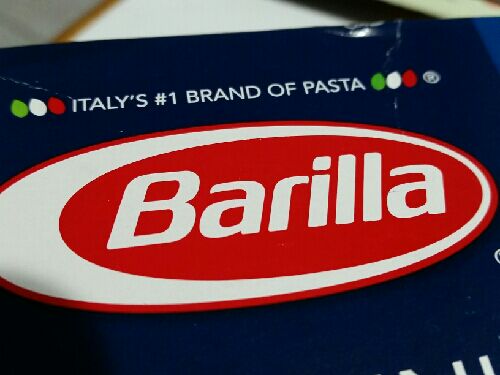 ITALY'S #1 BRAND OF PASTA ®
Barilla